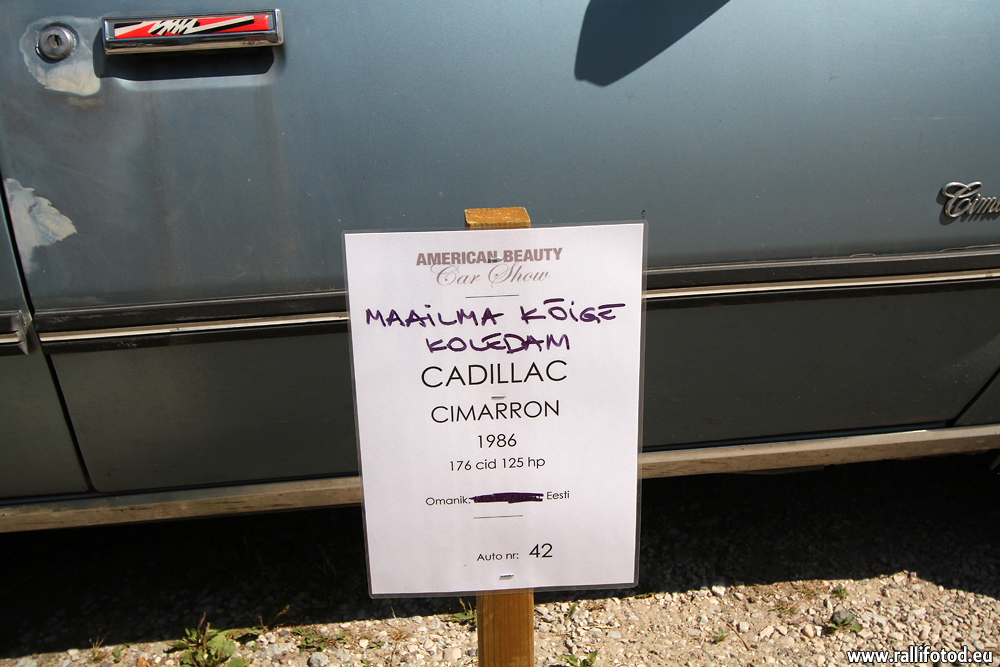 AMERICAN BEAUTY
Car Show
MAAILMA KÕIGE
KOLEDAM
CADILLAC
CIMARRON
1986
176 cid 125 hp
Omanik: Eesti
Auto nr: 42
www.rallifotod.eu